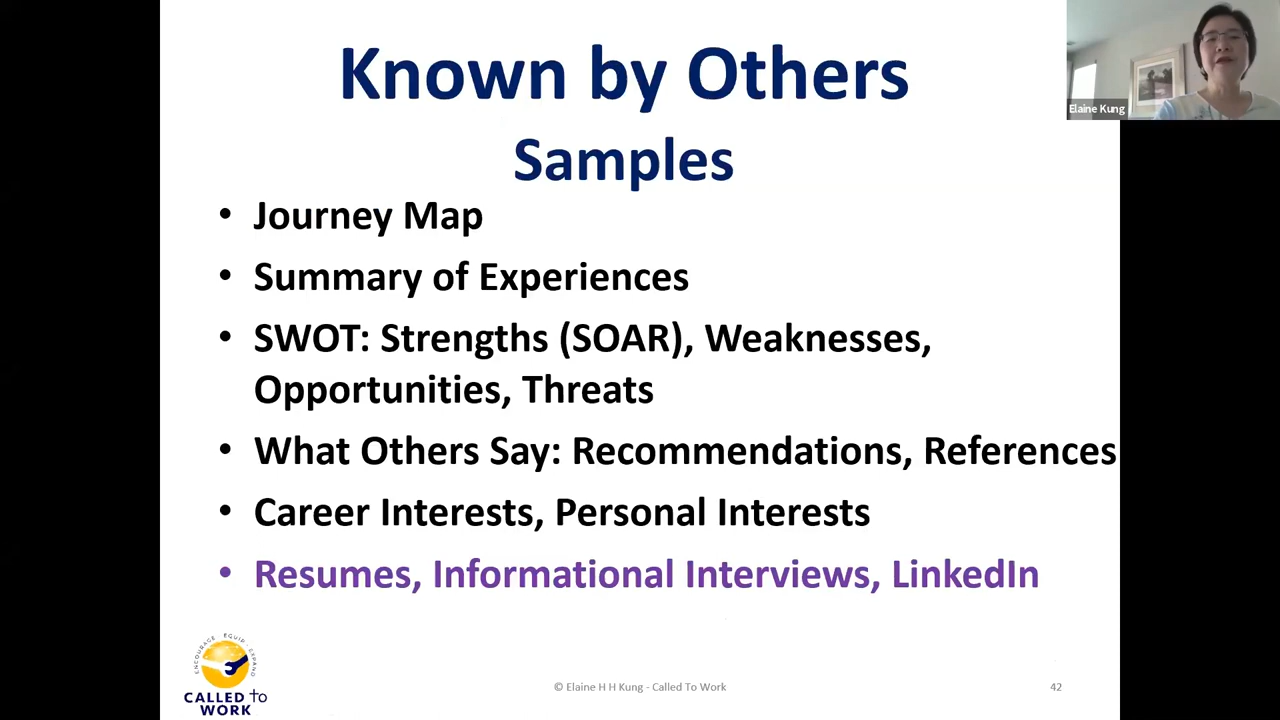 Known by Others
Samples
Elaine Kung
• Journey Map
• Summary of Experiences
• SWOT: Strengths (SOAR), Weaknesses,
Opportunities, Threats
• What Others Say: Recommendations, References
• Career Interests, Personal Interests
• Resumes, Informational Interviews, LinkedIn
ENCOURAGE · EQUIP · EXPAND
CALLED to
WORK
© Elaine H H Kung - Called To Work
42